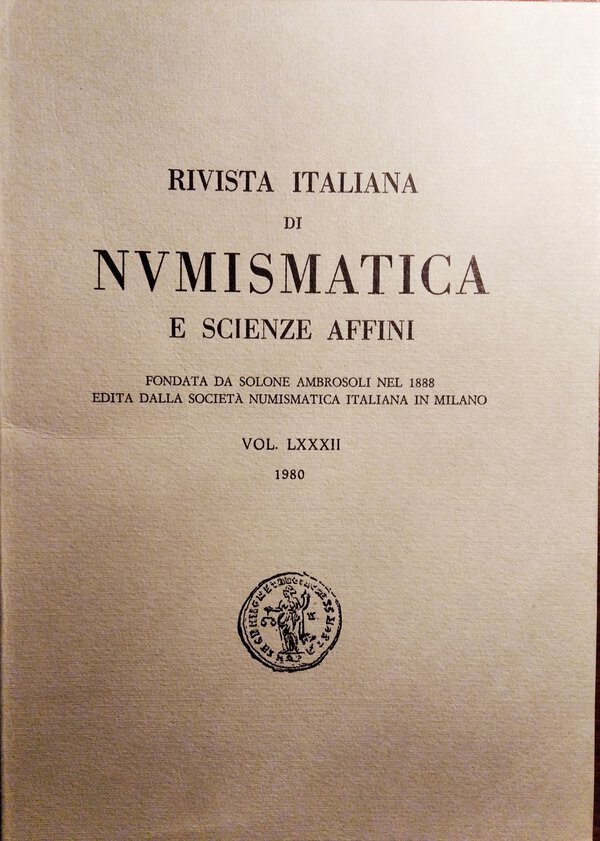 RIVISTA ITALIANA
DI
NVMISMATICA
E SCIENZE AFFINI
FONDATA DA SOLONE AMBROSOLI NEL 1888
EDITA DALLA SOCIETÀ NUMISMATICA ITALIANA IN MILANO
VOL. LXXXII
1980